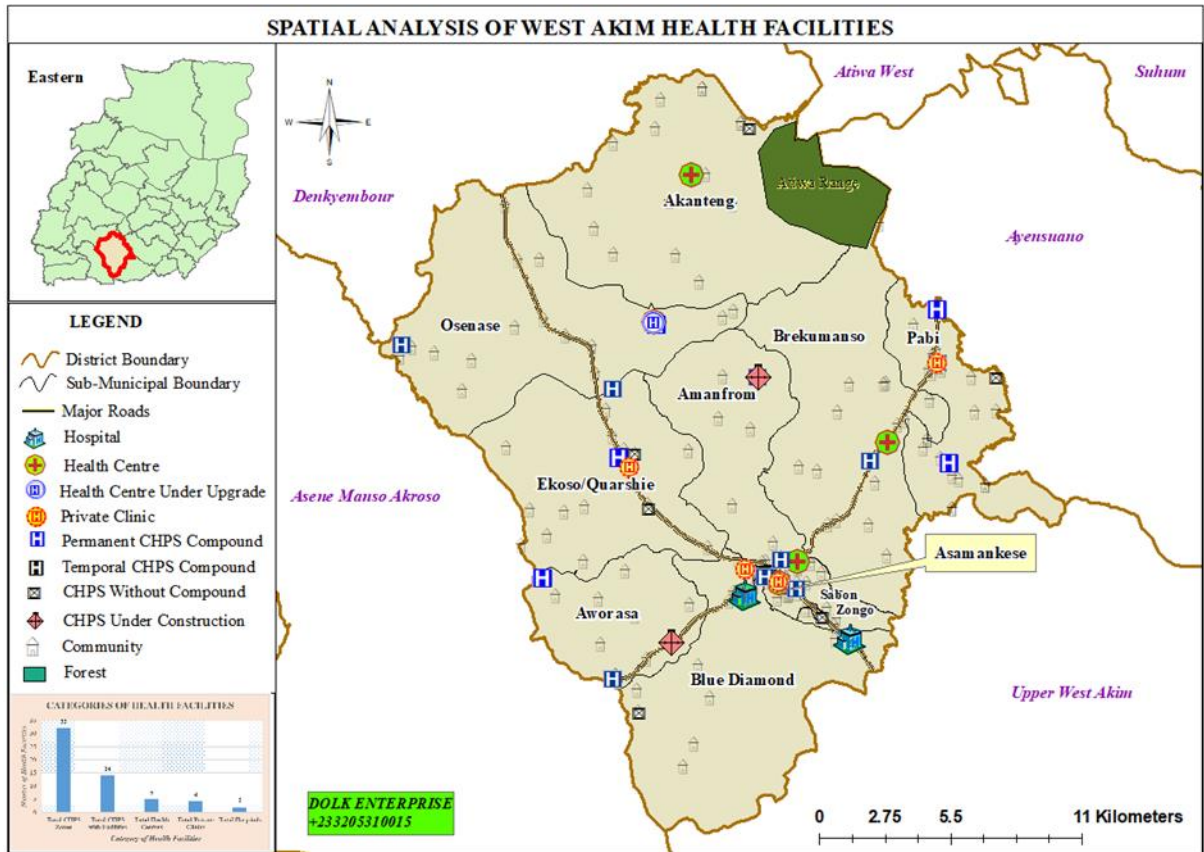 SPATIAL ANALYSIS OF WEST AKIM HEALTH FACILITIES
Eastern
N
W E
S
Atiwa West
Suhum
Denkyembour
Atiwa Range
Akanteng
Ayensuano
Osenase
Brekumanso
Pabi
Amanfrom
Asene Manso Akroso
Ekoso/Quarshie
Asamankese
Aworasa
Sabon
Zongo
Blue Diamond
Upper West Akim
LEGEND
District Boundary
Sub-Municipal Boundary
Major Roads
Hospital
Health Centre
Health Centre Under Upgrade
Private Clinic
Permanent CHPS Compound
Temporal CHPS Compound
CHPS Without Compound
CHPS Under Construction
Community
Forest
CATEGORIES OF HEALTH FACILITIES
Category of Health Facilities
DOLK ENTERPRISE
+233205310015
0 2.75 5.5 11 Kilometers